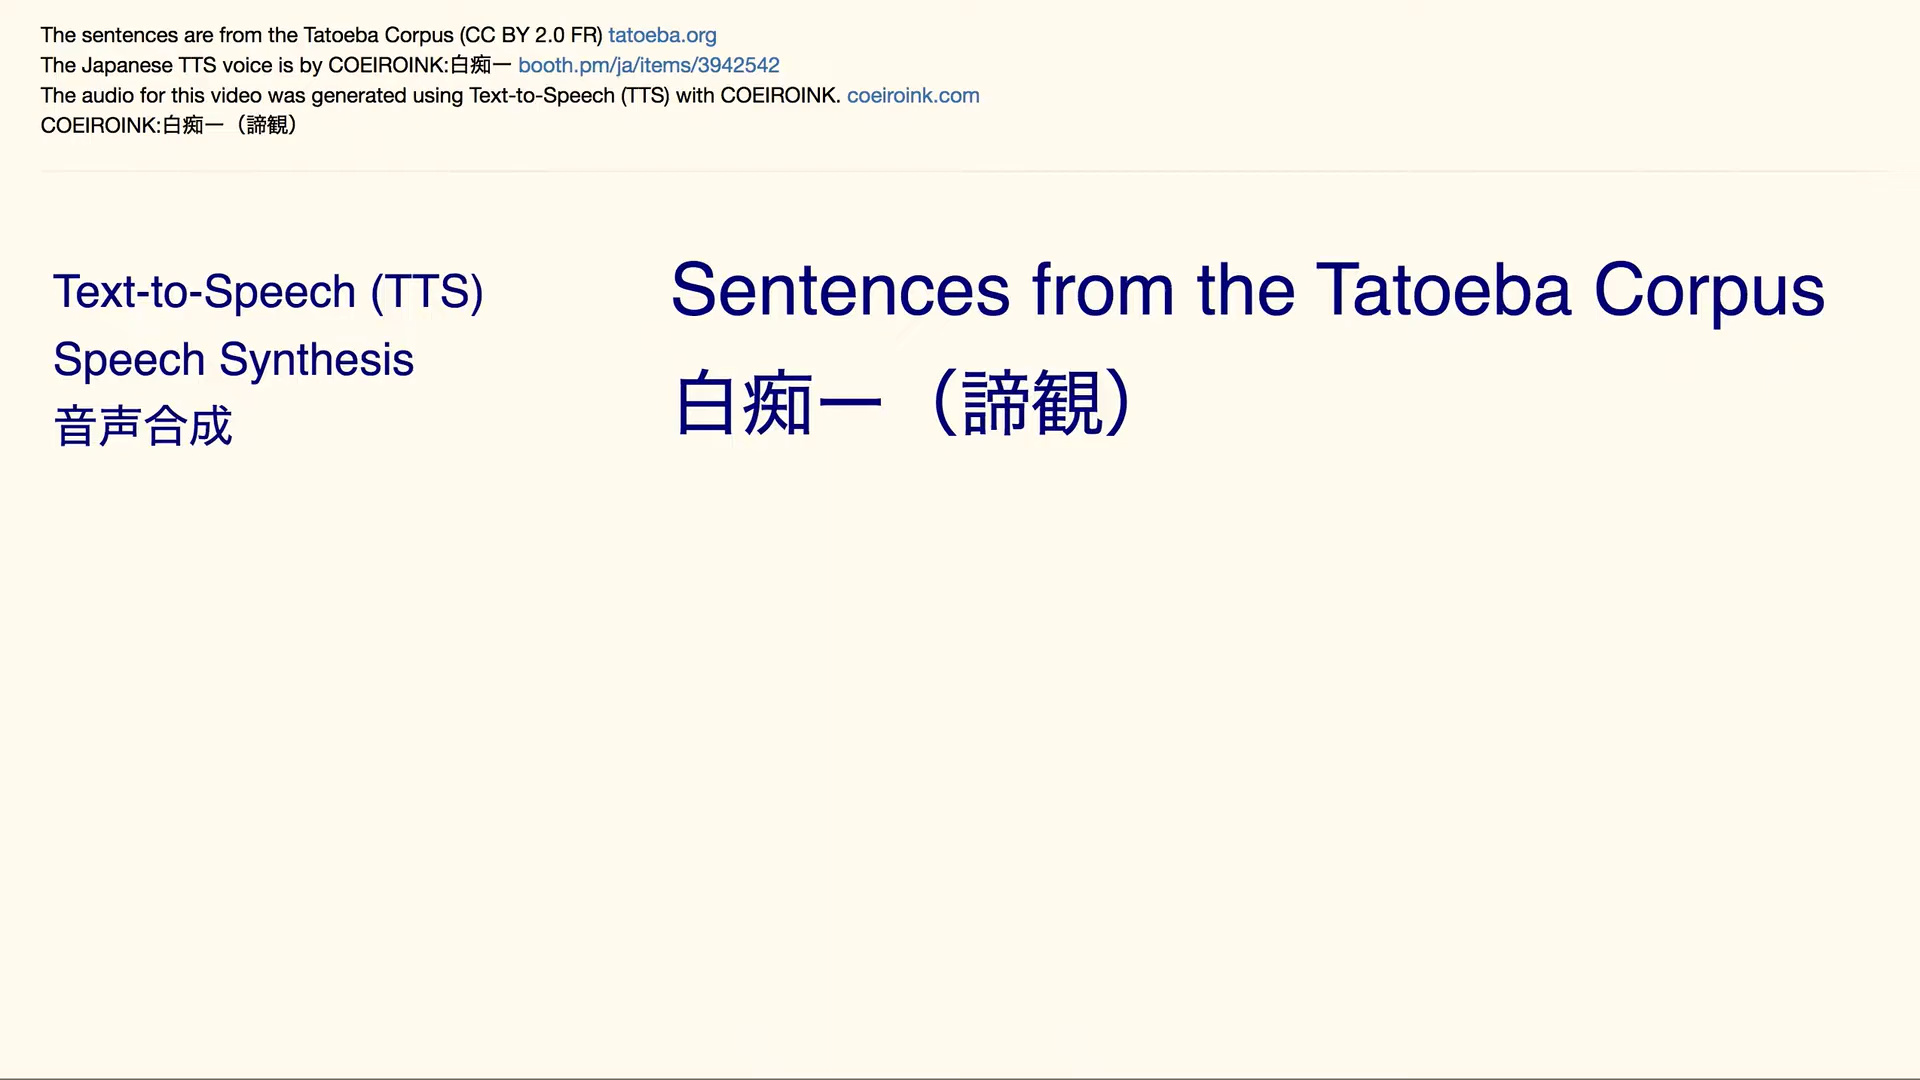 The sentences are from the Tatoeba Corpus (CC BY 2.0 FR) tatoeba.org
The Japanese TTS voice is by COEIROINK:白痴一 booth.pm/ja/items/3942542
The audio for this video was generated using Text-to-Speech (TTS) with COEIROINK. coeiroink.com
COEIROINK:白痴一（諦観）
Text-to-Speech (TTS)
Speech Synthesis
音声合成
Sentences from the Tatoeba Corpus
白痴一（諦観）